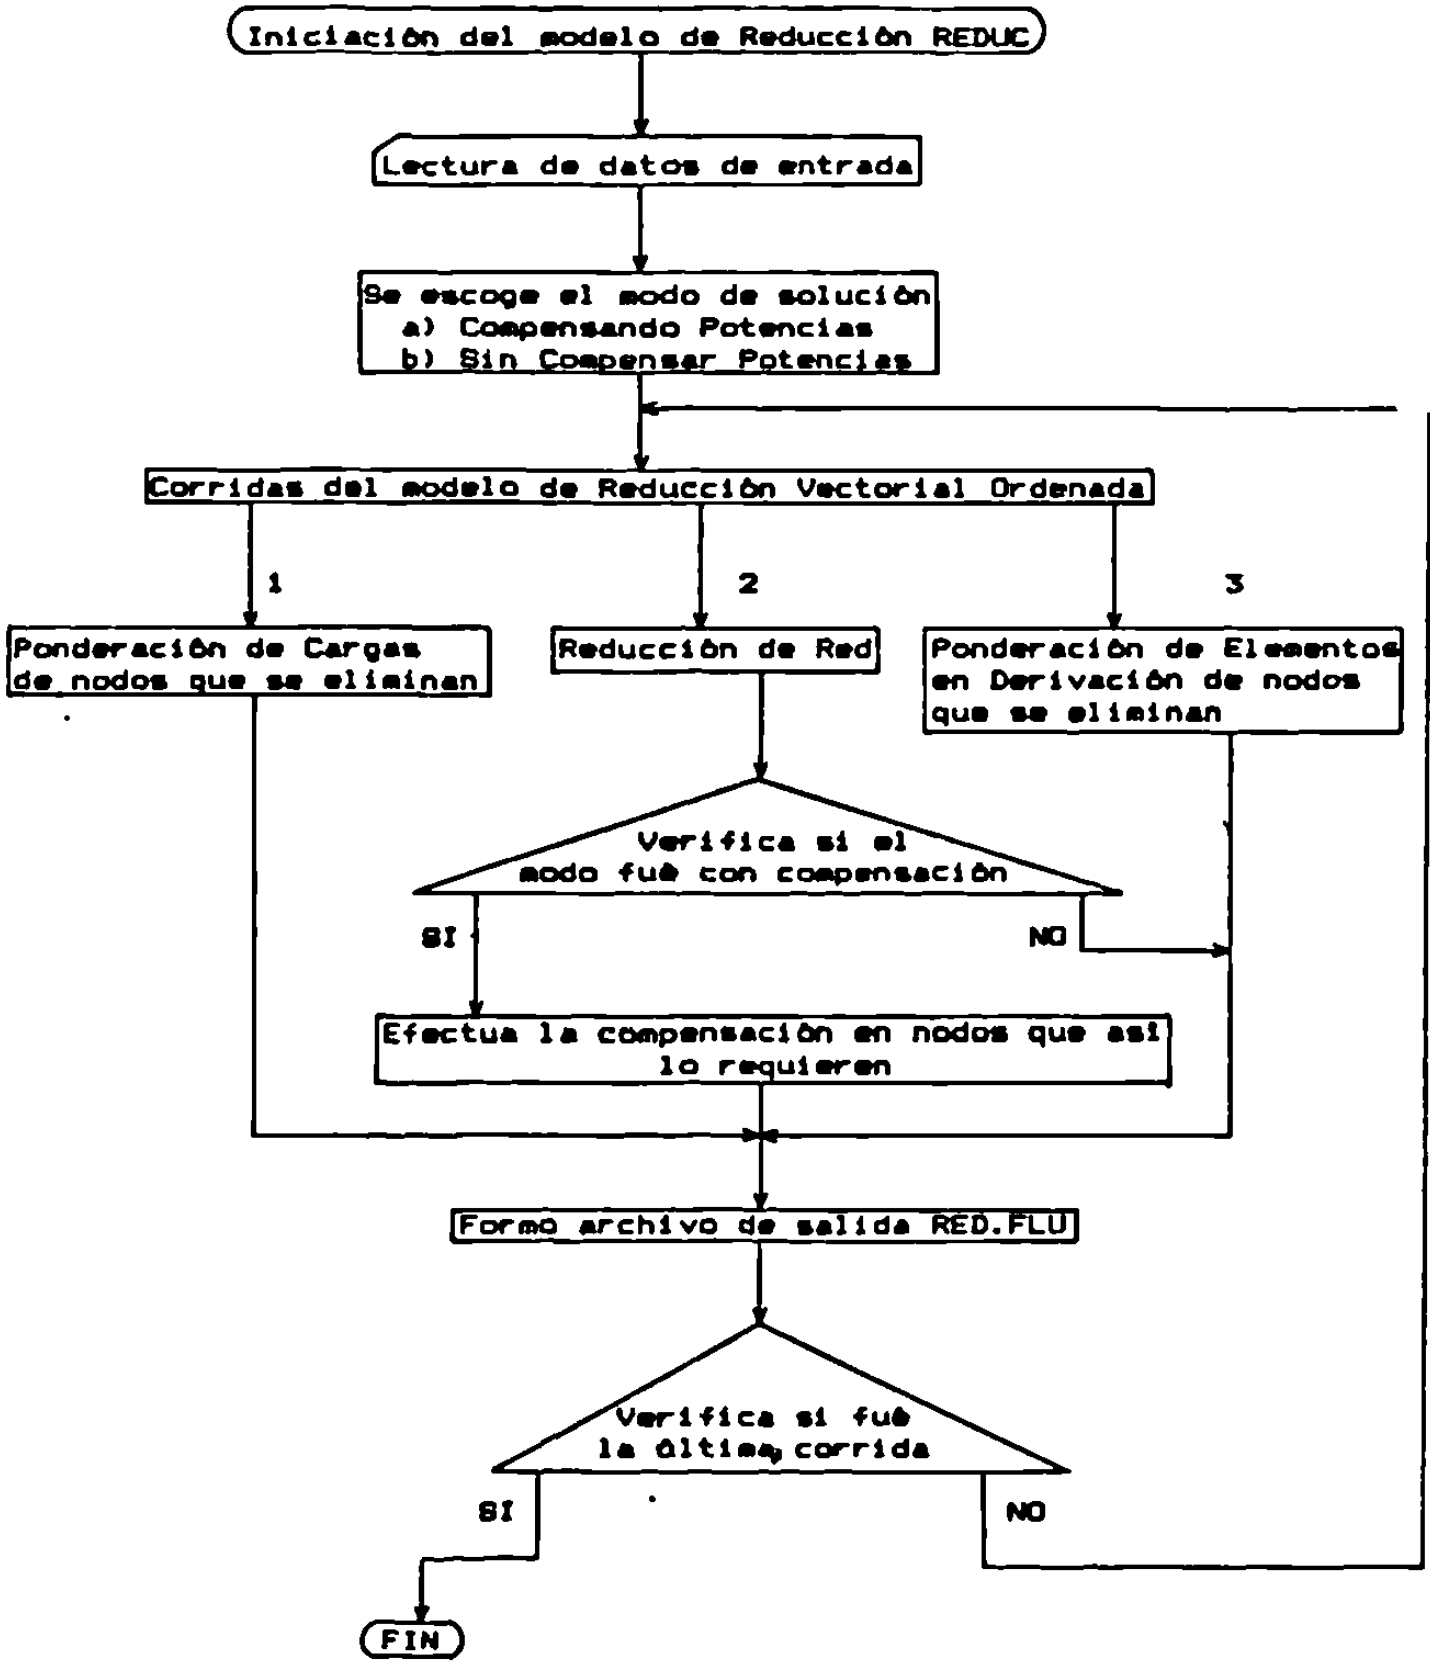 Iniciación del modelo de Reducción REDUC
Lectura de datos de entrada
Se escoge el modo de solución
a) Compensando Potencias
b) Sin Compensar Potencias
Corridas del modelo de Reducción Vectorial Ordenada
1
2
3
Ponderación de Cargas
de nodos que se eliminan
Reducción de Red
Ponderación de Elementos
en Derivación de nodos
que se eliminan
Verifica si el
modo fué con compensación
SI
NO
Efectua la compensación en nodos que así
lo requieren
Formo archivo de salida RED.FLU
Verifica si fué
la última, corrida
SI
NO
FIN